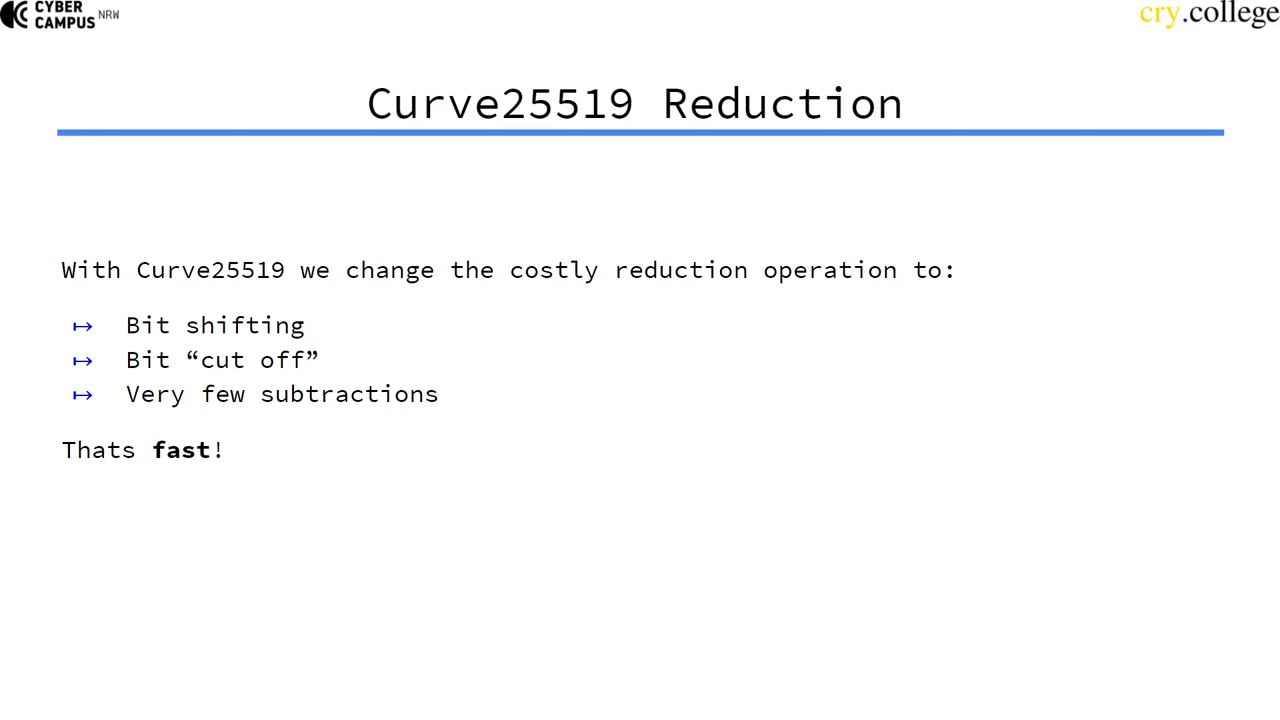 CYBER
CAMPUS NRW
cry.college
Curve25519 Reduction
With Curve25519 we change the costly reduction operation to:
↦ Bit shifting
↦ Bit “cut off”
↦ Very few subtractions
Thats fast!